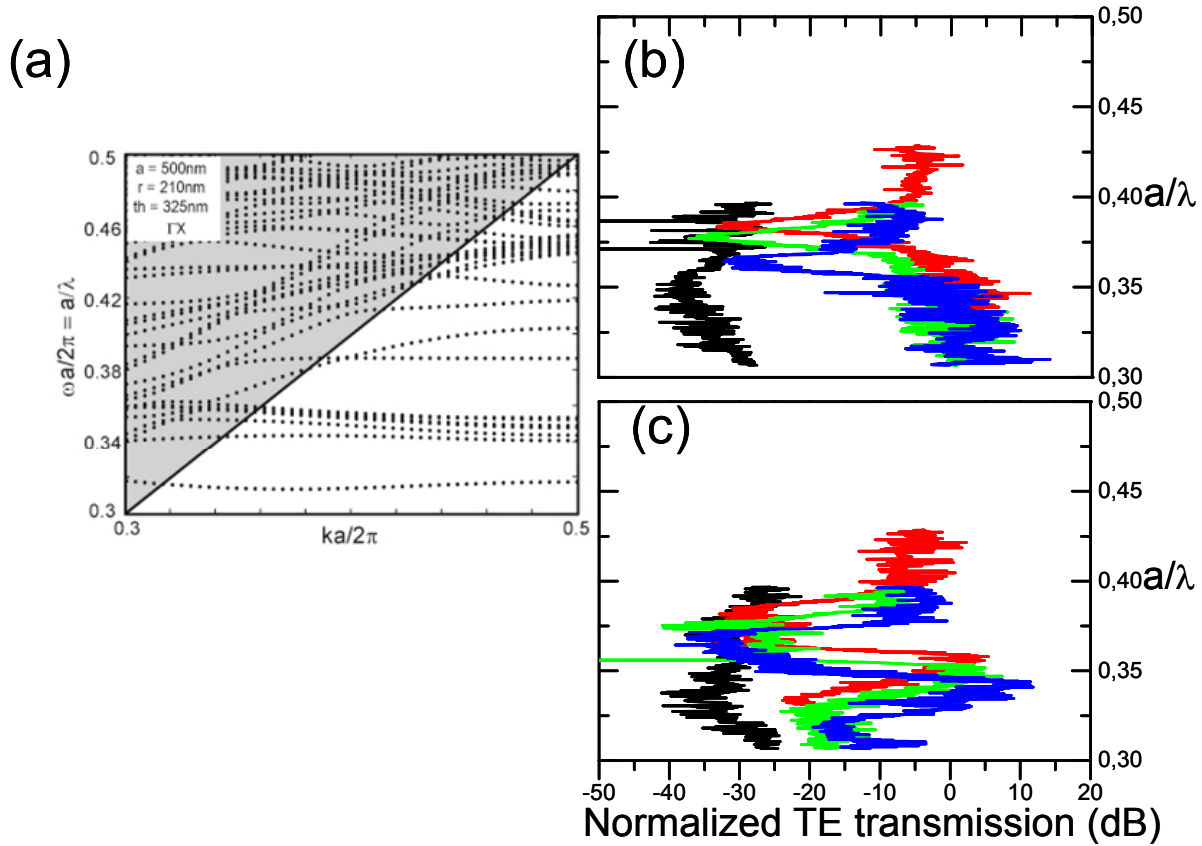 (a)
a = 500nm
r = 210nm
th = 325nm
ΓX
0.5
0.46
0.42
0.38
0.34
0.3
ωa/2π = a/λ
0.3
0.5
ka/2π
(b)
0,50
0,45
0,40
0,35
0,30
a/λ
(c)
0,50
0,45
0,40
0,35
0,30
a/λ
-50 -40 -30 -20 -10 0 10 20
Normalized TE transmission (dB)